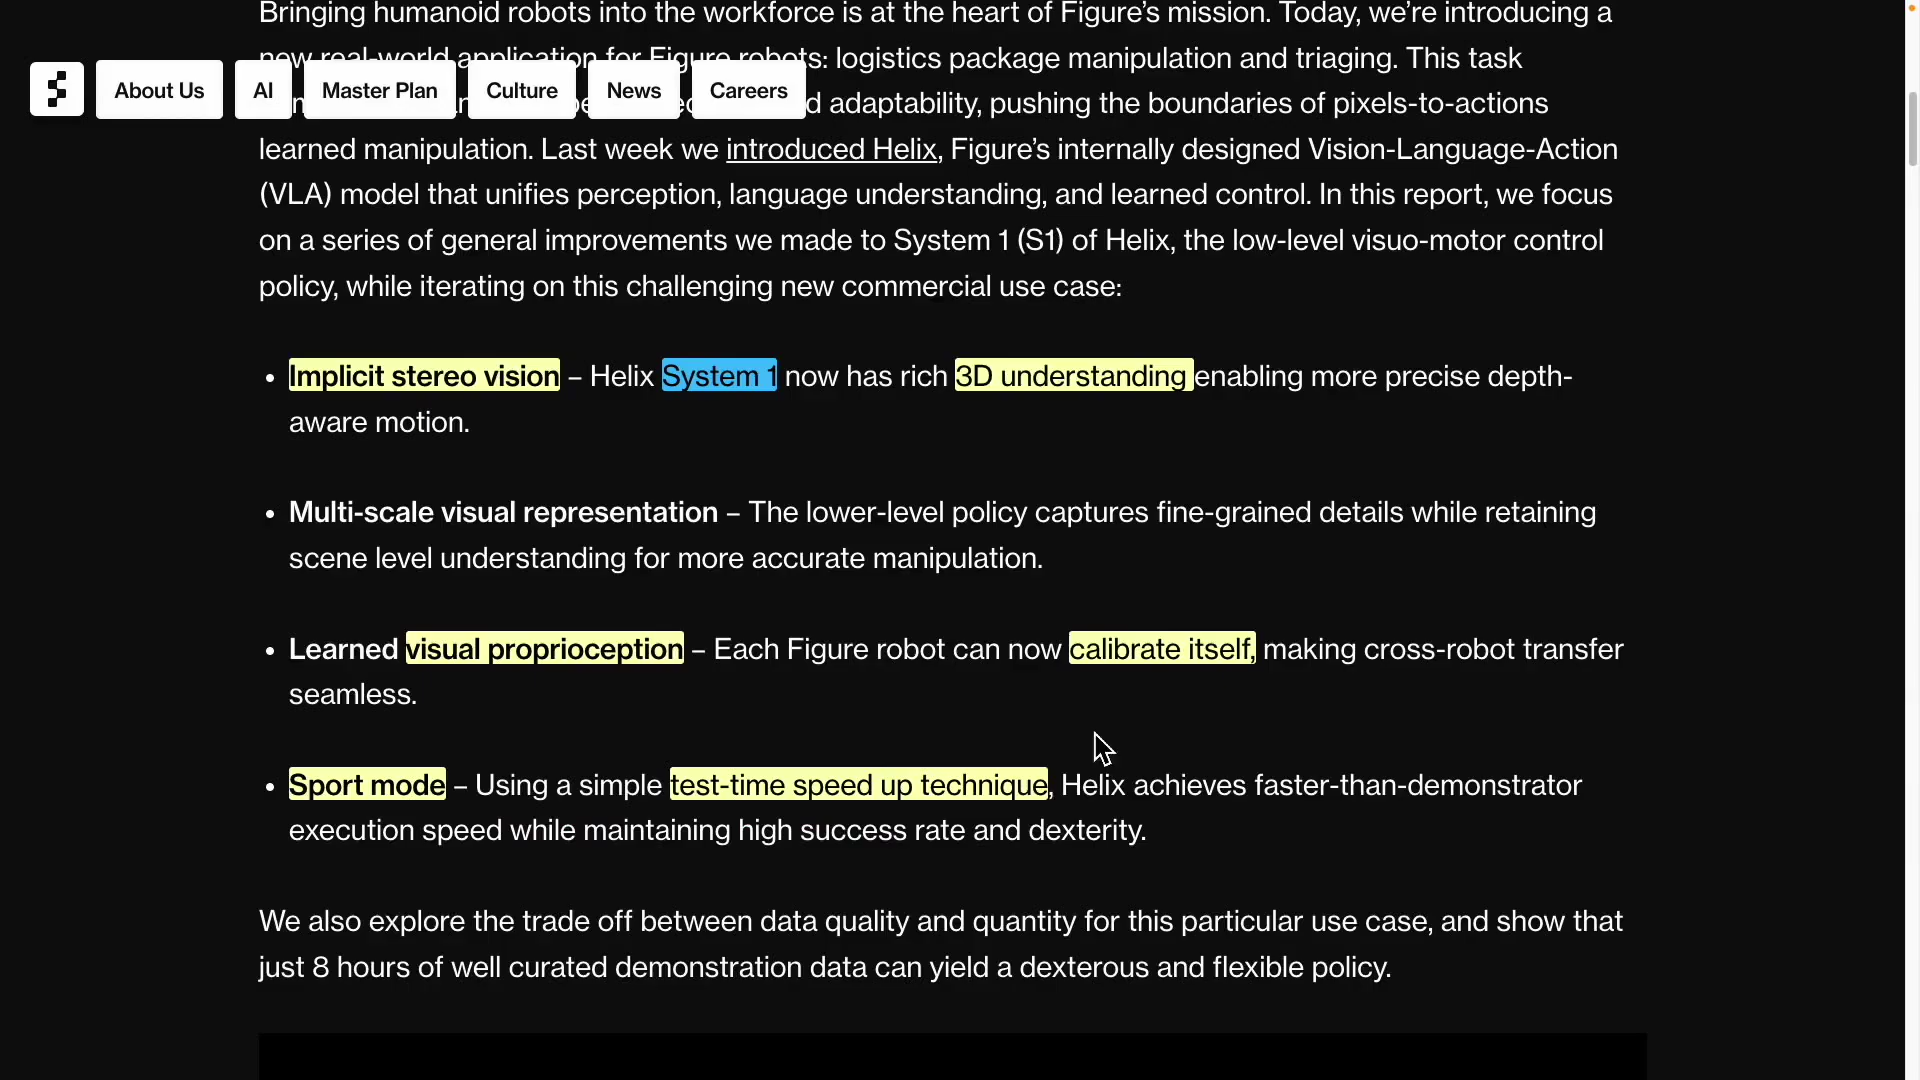 Bringing humanoid robots into the workforce is at the heart of Figure’s mission. Today, we’re introducing a
new real-world application for Figure robots: logistics package manipulation and triaging. This task
About Us AI Master Plan Culture News Careers
adaptability, pushing the boundaries of pixels-to-actions
learned manipulation. Last week we introduced Helix, Figure’s internally designed Vision-Language-Action
(VLA) model that unifies perception, language understanding, and learned control. In this report, we focus
on a series of general improvements we made to System 1 (S1) of Helix, the low-level visuo-motor control
policy, while iterating on this challenging new commercial use case:
• Implicit stereo vision – Helix System 1 now has rich 3D understanding enabling more precise depth-
aware motion.
• Multi-scale visual representation – The lower-level policy captures fine-grained details while retaining
scene level understanding for more accurate manipulation.
• Learned visual proprioception – Each Figure robot can now calibrate itself, making cross-robot transfer
seamless.
• Sport mode – Using a simple test-time speed up technique, Helix achieves faster-than-demonstrator
execution speed while maintaining high success rate and dexterity.
We also explore the trade off between data quality and quantity for this particular use case, and show that
just 8 hours of well curated demonstration data can yield a dexterous and flexible policy.